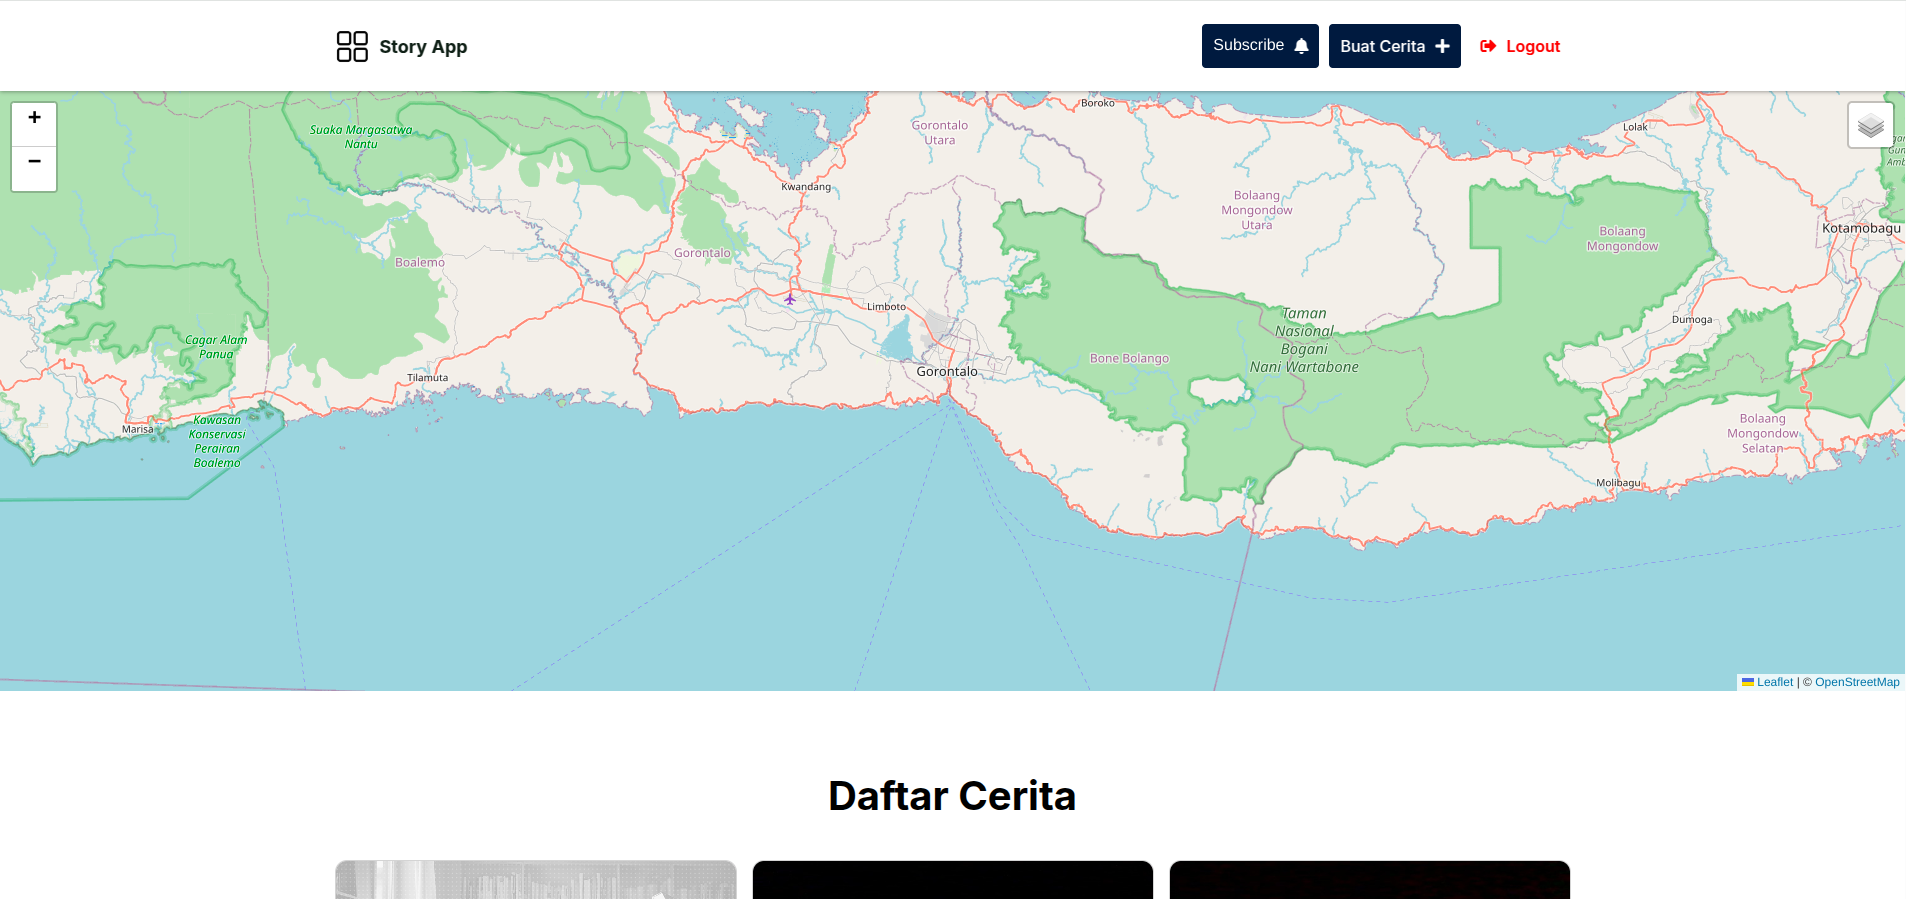 Story App
Subscribe
Buat Cerita
Logout
+
−
Boroko
Lolak
Gorontalo
Utara
Suaka Margasatwa
Nantu
Kwandang
Bolaang
Mongondow
Utara
Bolaang
Mongondow
Kotamobagu
Gorontalo
Boalemo
Limboto
Taman
Nasional
Bogani
Nani Wartabone
Dumoga
Cagar Alam
Panua
Bone Bolango
Gorontalo
Tilamuta
Marisa
Kawasan
Konservasi
Perairan
Boalemo
Bolaang
Mongondow
Selatan
Molibagu
Leaflet | © OpenStreetMap
Daftar Cerita